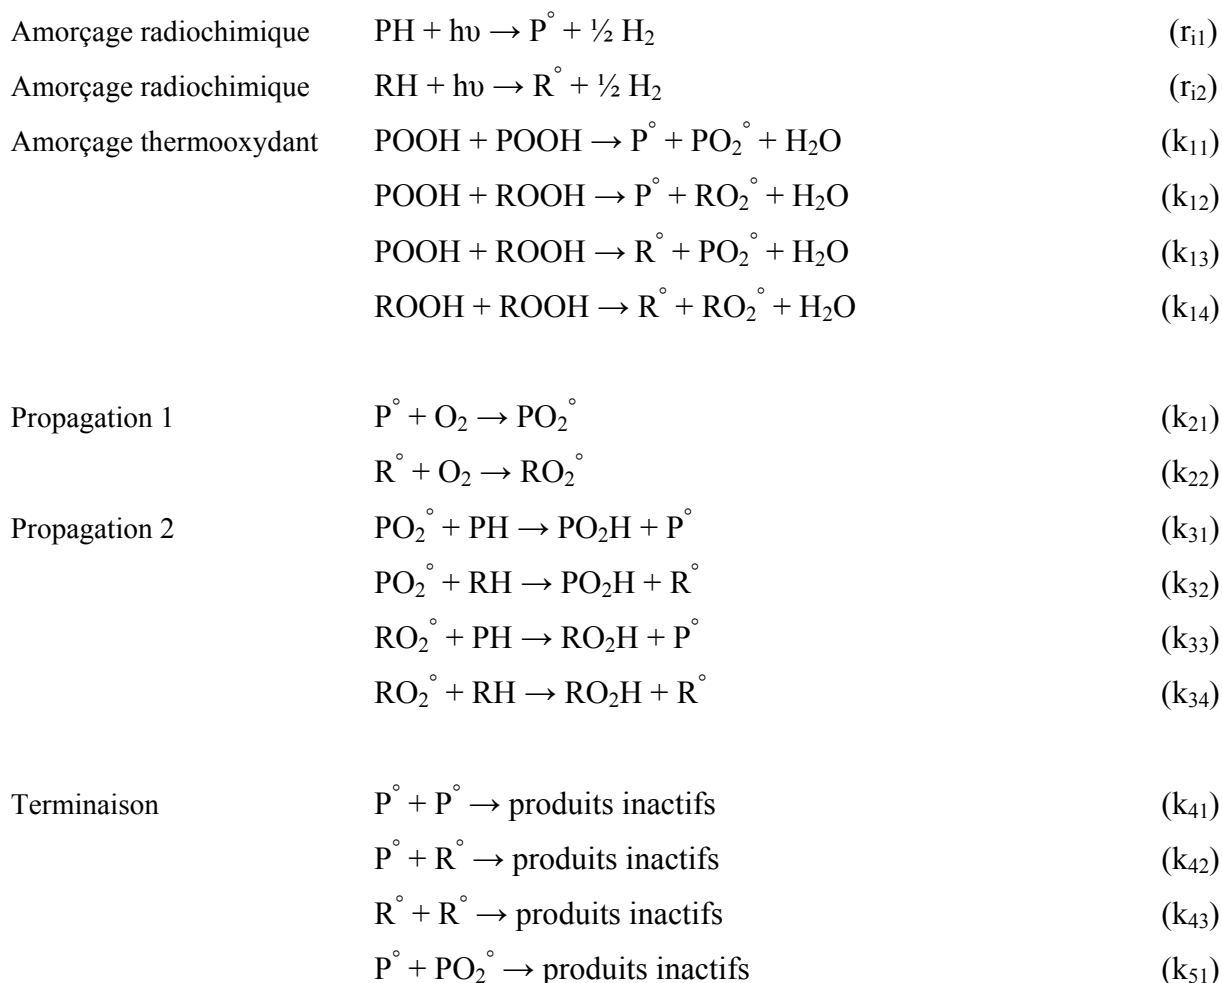 Amorçage radiochimique PH + hυ → P° + ½ H₂ (r_i1)
Amorçage radiochimique RH + hυ → R° + ½ H₂ (r_i2)
Amorçage thermooxydant POOH + POOH → P° + PO₂° + H₂O (k₁₁)
POOH + ROOH → P° + RO₂° + H₂O (k₁₂)
POOH + ROOH → R° + PO₂° + H₂O (k₁₃)
ROOH + ROOH → R° + RO₂° + H₂O (k₁₄)
Propagation 1 P° + O₂ → PO₂° (k₂₁)
R° + O₂ → RO₂° (k₂₂)
Propagation 2 PO₂° + PH → PO₂H + P° (k₃₁)
PO₂° + RH → PO₂H + R° (k₃₂)
RO₂° + PH → RO₂H + P° (k₃₃)
RO₂° + RH → RO₂H + R° (k₃₄)
Terminaison P° + P° → produits inactifs (k₄₁)
P° + R° → produits inactifs (k₄₂)
R° + R° → produits inactifs (k₄₃)
P° + PO₂° → produits inactifs (k₅₁)